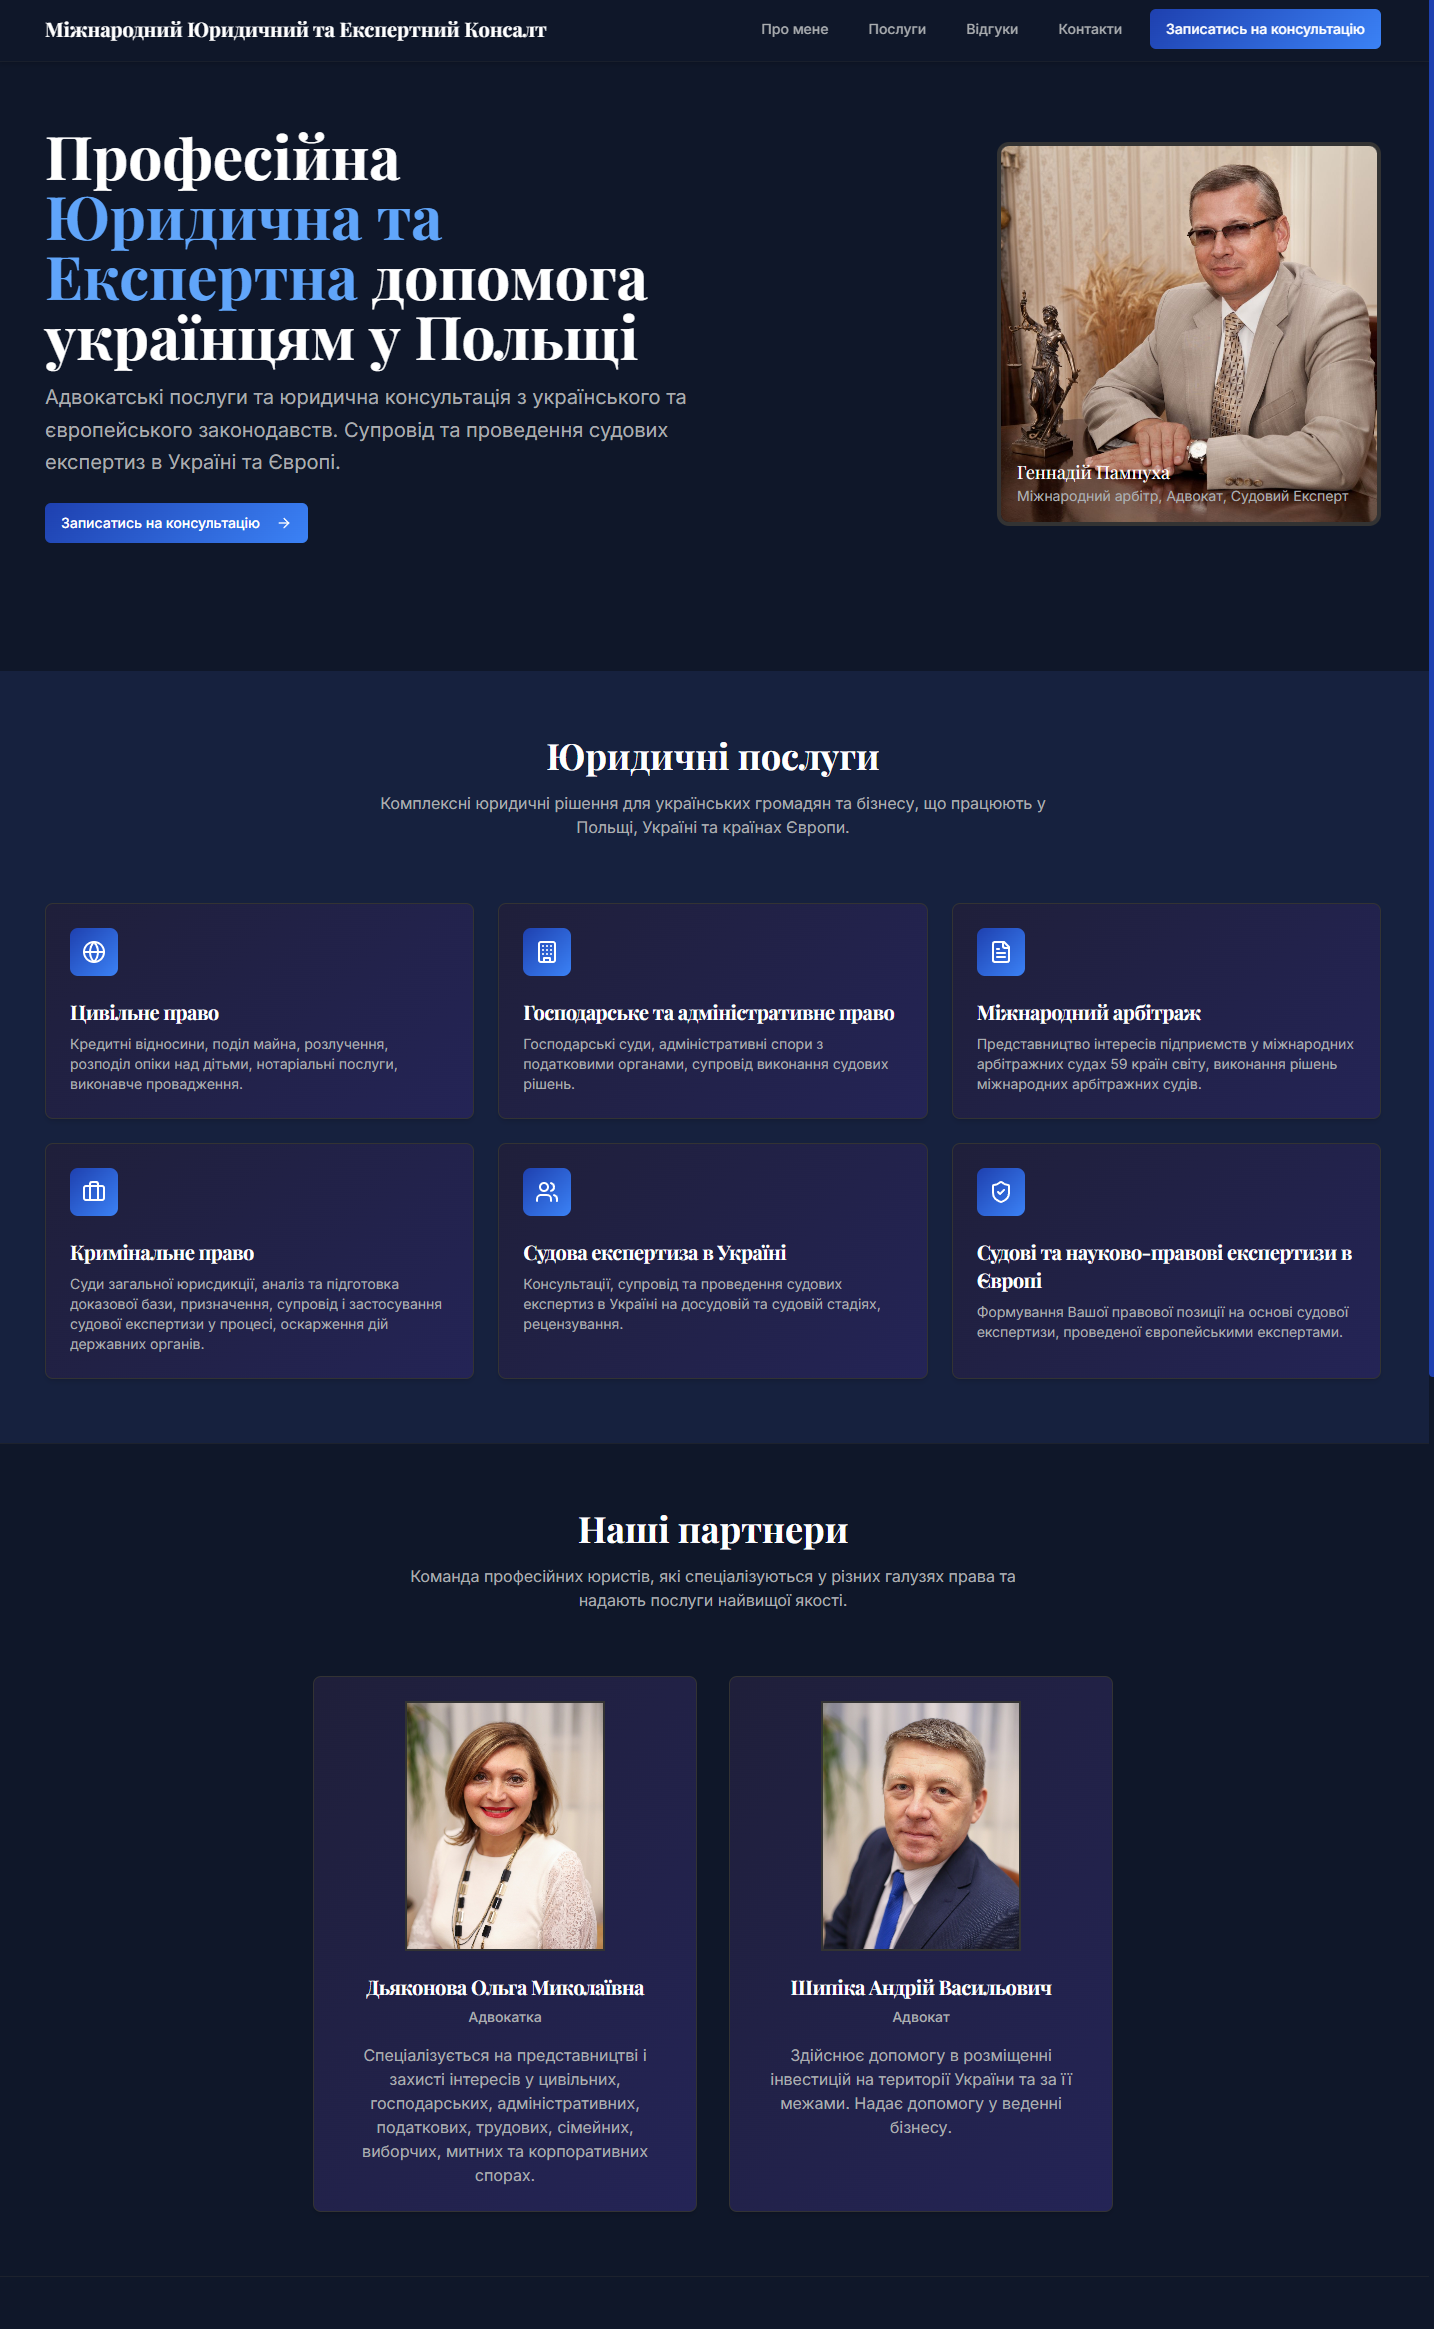 Міжнародний Юридичний та Експертний Консалт
Про мене
Послуги
Відгуки
Контакти
Записатись на консультацію
Професійна
Юридична та
Експертна допомога
українцям у Польщі
Адвокатські послуги та юридична консультація з українського та
європейського законодавств. Супровід та проведення судових
експертиз в Україні та Європі.
Записатись на консультацію
Геннадій Пампуха
Міжнародний арбітр, Адвокат, Судовий Експерт
Юридичні послуги
Комплексні юридичні рішення для українських громадян та бізнесу, що працюють у
Польщі, Україні та країнах Європи.
Цивільне право
Кредитні відносини, поділ майна, розлучення,
розподіл опіки над дітьми, нотаріальні послуги,
виконавче провадження.
Господарське та адміністративне право
Господарські суди, адміністративні спори з
податковими органами, супровід виконання судових
рішень.
Міжнародний арбітраж
Представництво інтересів підприємств у міжнародних
арбітражних судах 59 країн світу, виконання рішень
міжнародних арбітражних судів.
Кримінальне право
Суди загальної юрисдикції, аналіз та підготовка
доказової бази, призначення, супровід і застосування
судової експертизи у процесі, оскарження дій
державних органів.
Судова експертиза в Україні
Консультації, супровід та проведення судових
експертиз в Україні на досудовій та судовій стадіях,
рецензування.
Судові та науково-правові експертизи в
Європі
Формування Вашої правової позиції на основі судової
експертизи, проведеної європейськими експертами.
Наші партнери
Команда професійних юристів, які спеціалізуються у різних галузях права та
надають послуги найвищої якості.
Дьяконова Ольга Миколаївна
Адвокатка
Спеціалізується на представництві і
захисті інтересів у цивільних,
господарських, адміністративних,
податкових, трудових, сімейних,
виборчих, митних та корпоративних
спорах.
Шипіка Андрій Васильович
Адвокат
Здійснює допомогу в розміщенні
інвестицій на території України та за її
межами. Надає допомогу у веденні
бізнесу.